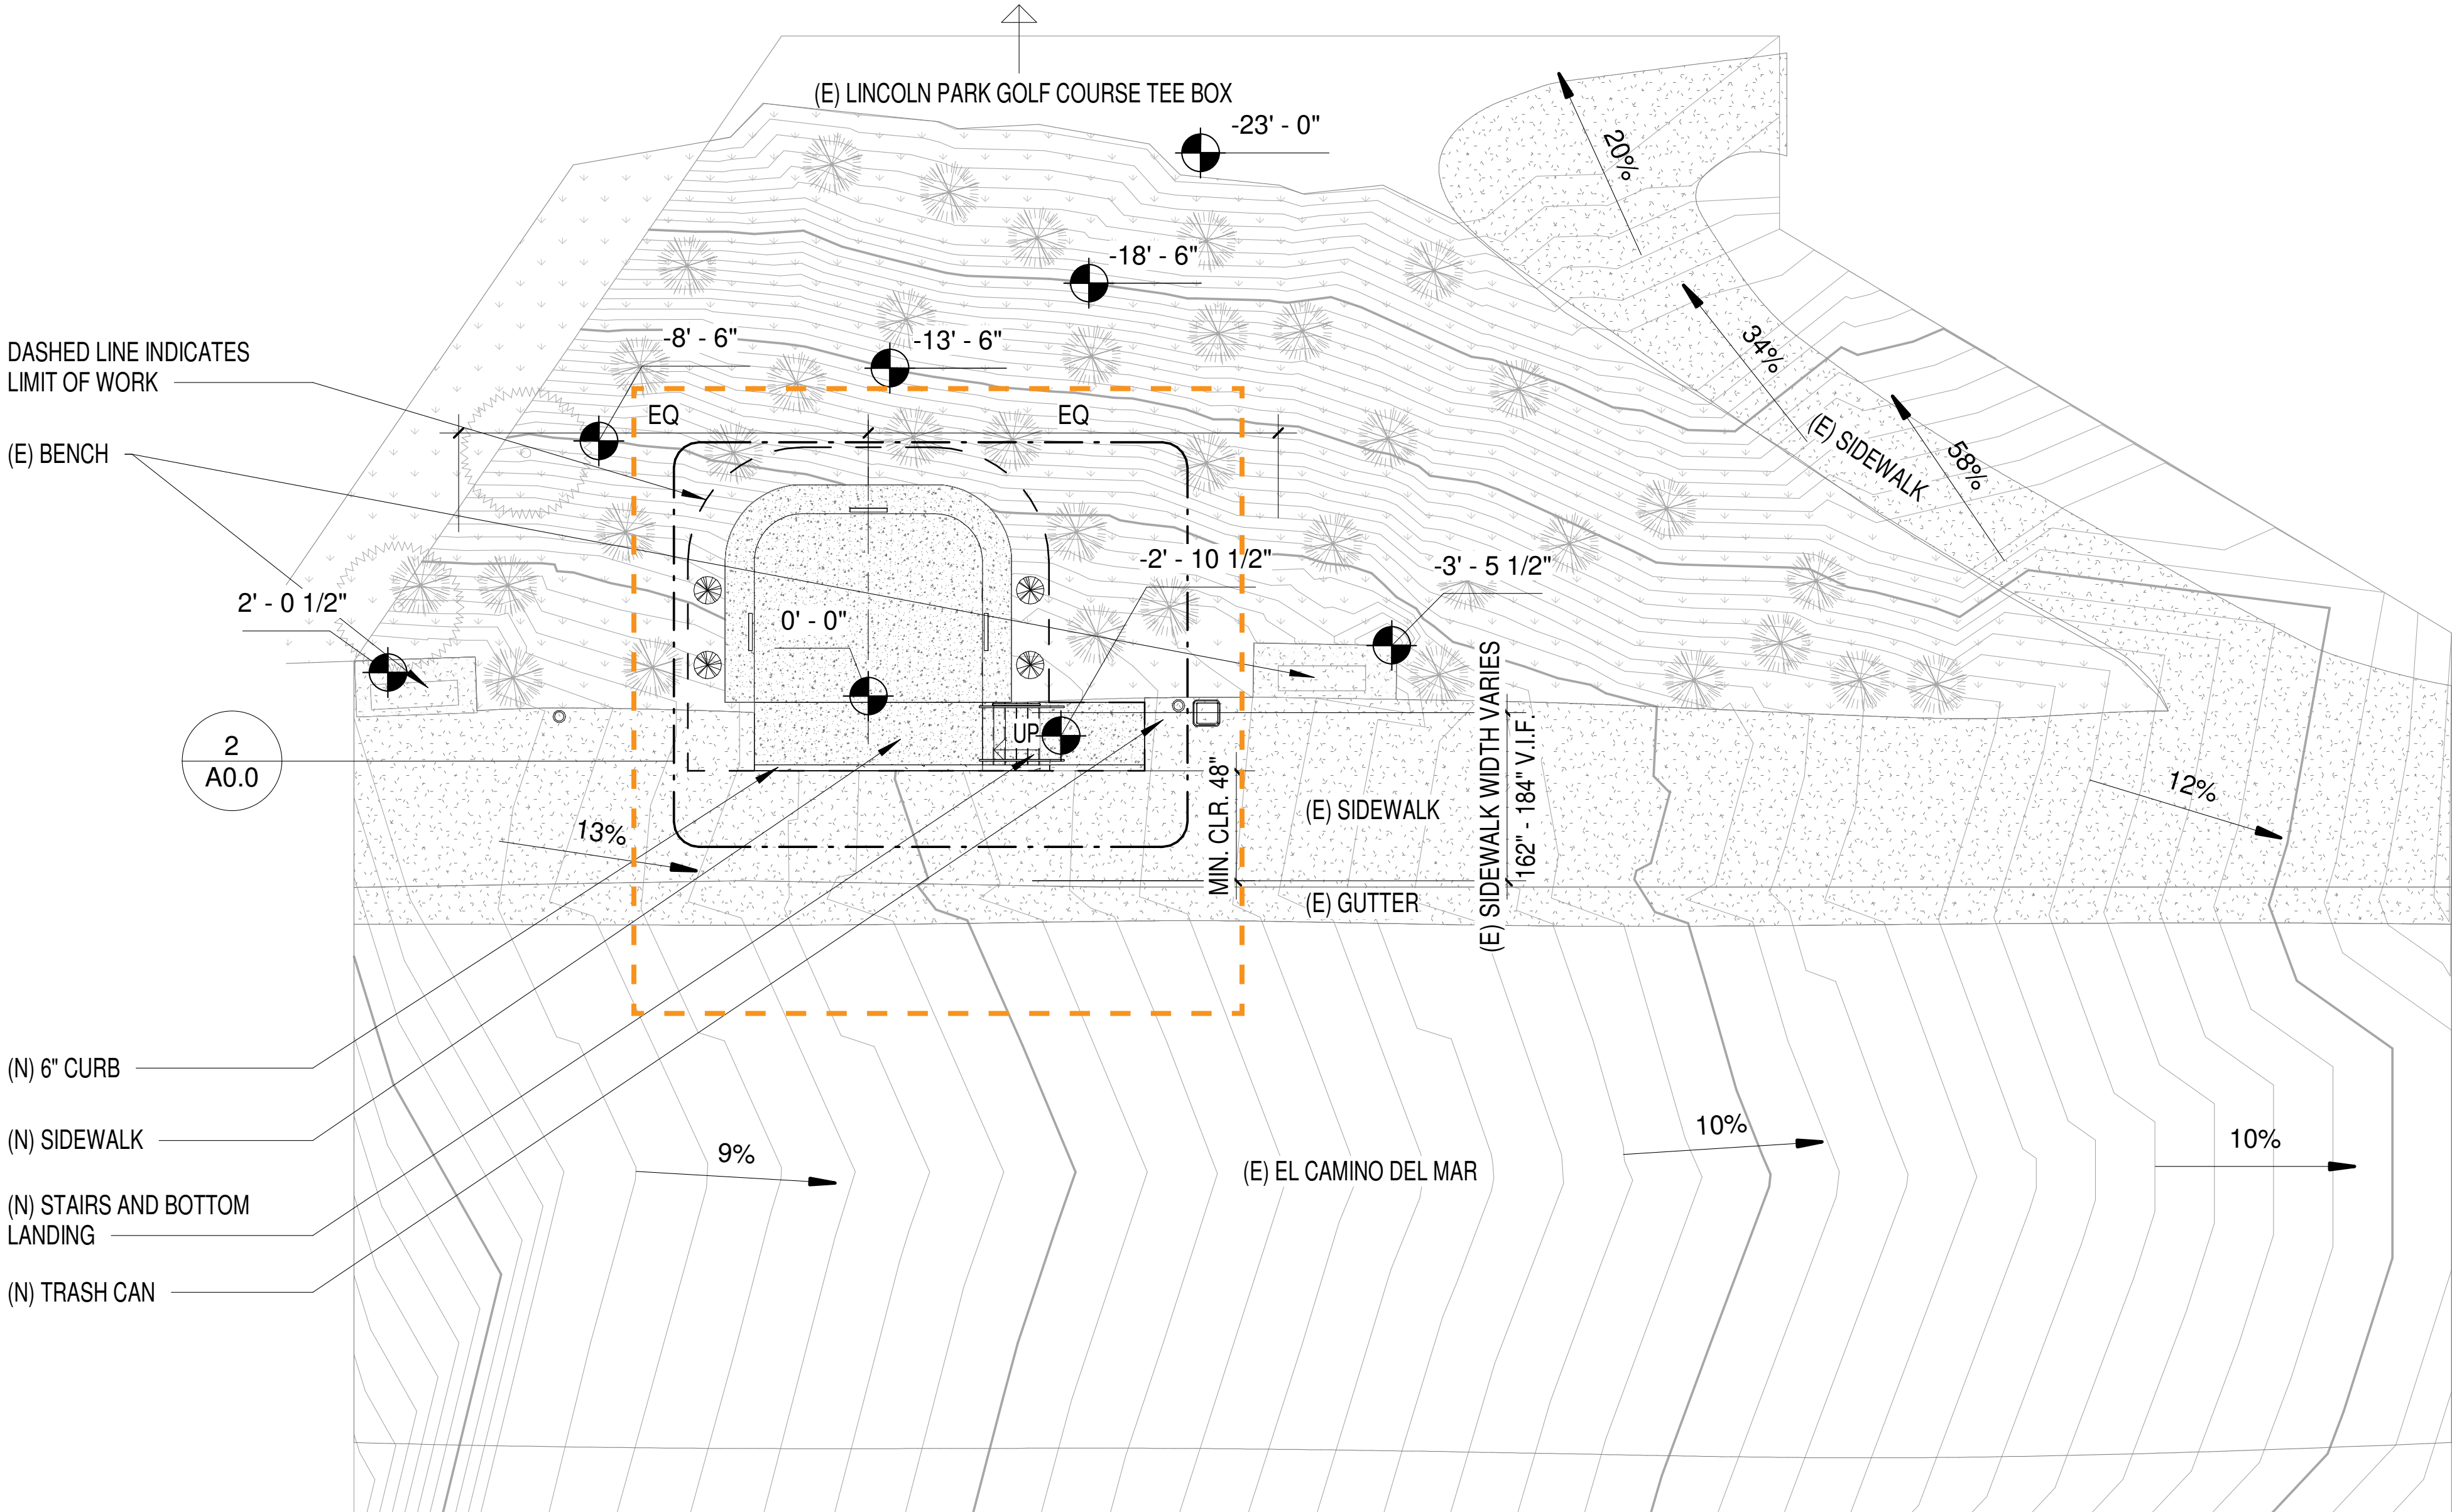 (E) LINCOLN PARK GOLF COURSE TEE BOX
-23' - 0"
20%
-18' - 6"
-8' - 6"
-13' - 6"
34%
DASHED LINE INDICATES
LIMIT OF WORK
EQ
EQ
(E) SIDEWALK
58%
(E) BENCH
-2' - 10 1/2"
-3' - 5 1/2"
2' - 0 1/2"
0' - 0"
UP
2
A0.0
MIN. CLR. 48"
(E) SIDEWALK WIDTH VARIES
162" - 184" V.I.F.
12%
(E) SIDEWALK
13%
(E) GUTTER
(N) 6" CURB
(N) SIDEWALK
9%
(E) EL CAMINO DEL MAR
10%
10%
(N) STAIRS AND BOTTOM
LANDING
(N) TRASH CAN